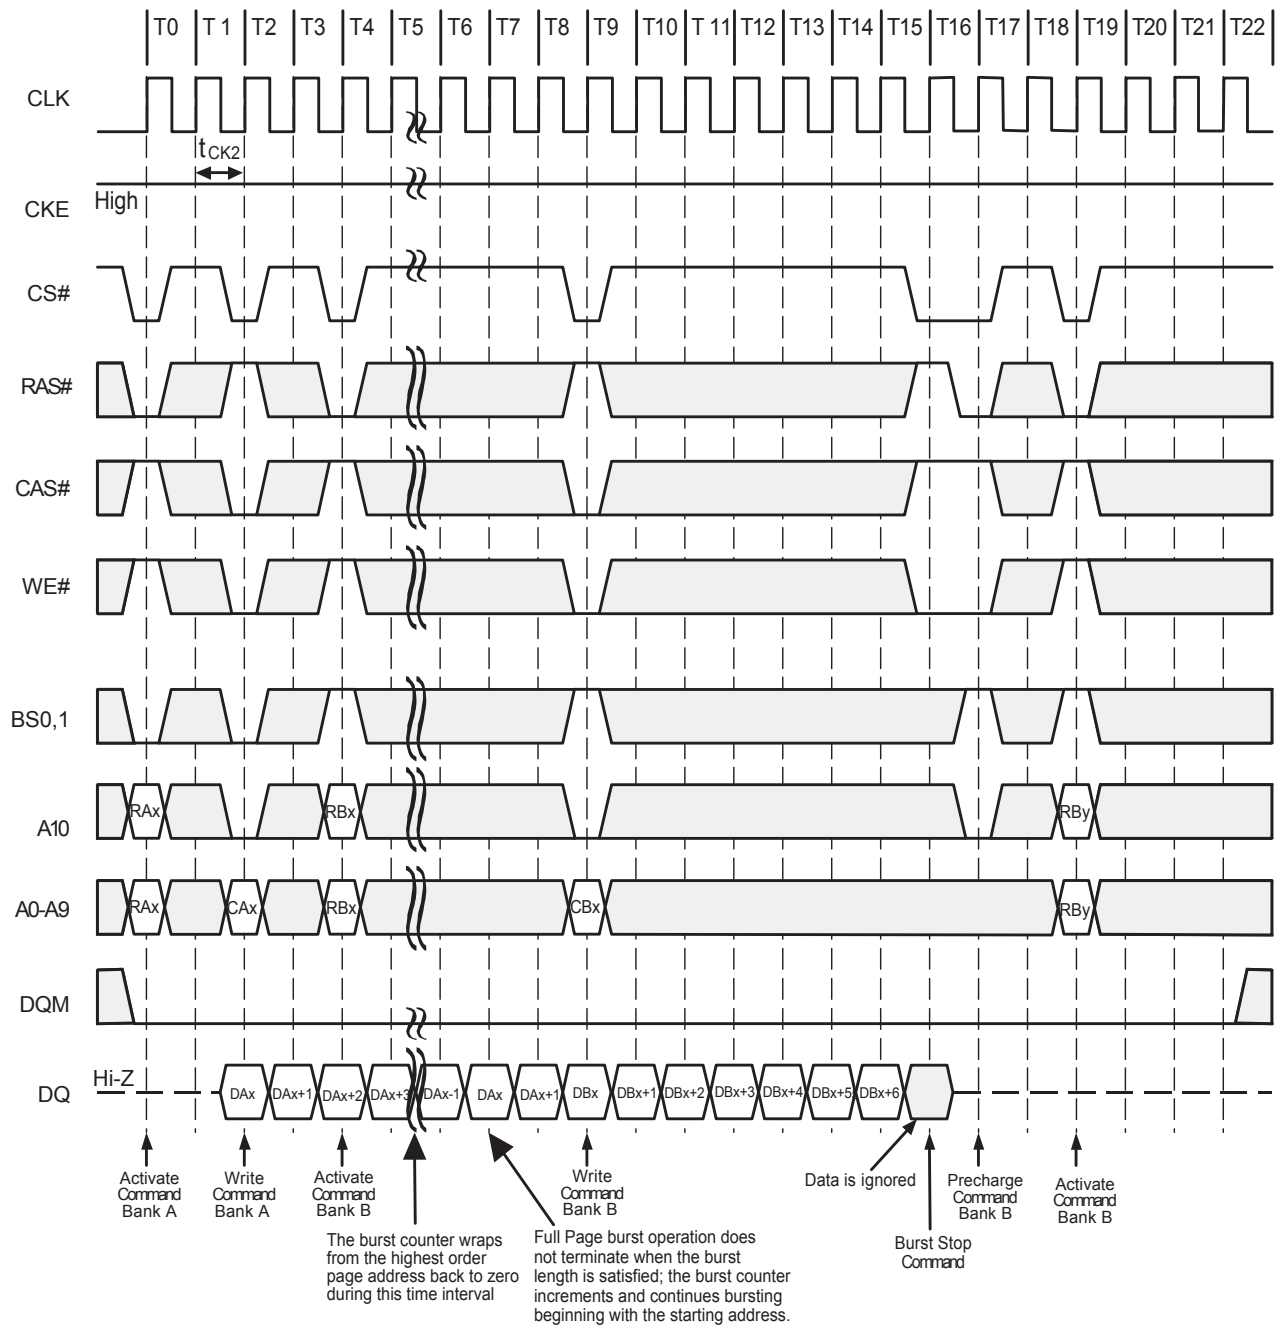 T0 T 1 T2 T3 T4 T5 T6 T7 T8 T9 T10 T 11 T12 T13 T14 T15 T16 T17 T18 T19 T20 T21 T22
CLK
tCK2
High
CKE
CS#
RAS#
CAS#
WE#
BS0,1
RAx RBx RBy
A10
RAx CAx RBx CBx RBy
A0-A9
DQM
Hi-Z
DQ
DAx DAx+1 DAx+2 DAx+3 DAx-1 DAx DAx+1 DBx DBx+1 DBx+2 DBx+3 DBx+4 DBx+5 DBx+6
Activate
Command
Bank A
Write
Command
Bank A
Activate
Command
Bank B
Write
Command
Bank B
Data is ignored
Precharge
Command
Bank B
Activate
Command
Bank B
The burst counter wraps
from the highest order
page address back to zero
during this time interval
Full Page burst operation does
not terminate when the burst
length is satisfied; the burst counter
increments and continues bursting
beginning with the starting address.
Burst Stop
Command